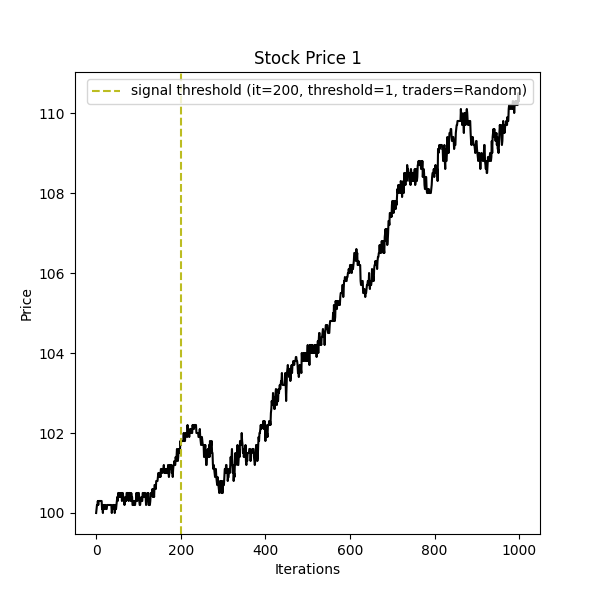 Stock Price 1
signal threshold (it=200, threshold=1, traders=Random)
110
108
106
104
102
100
Price
0 200 400 600 800 1000
Iterations